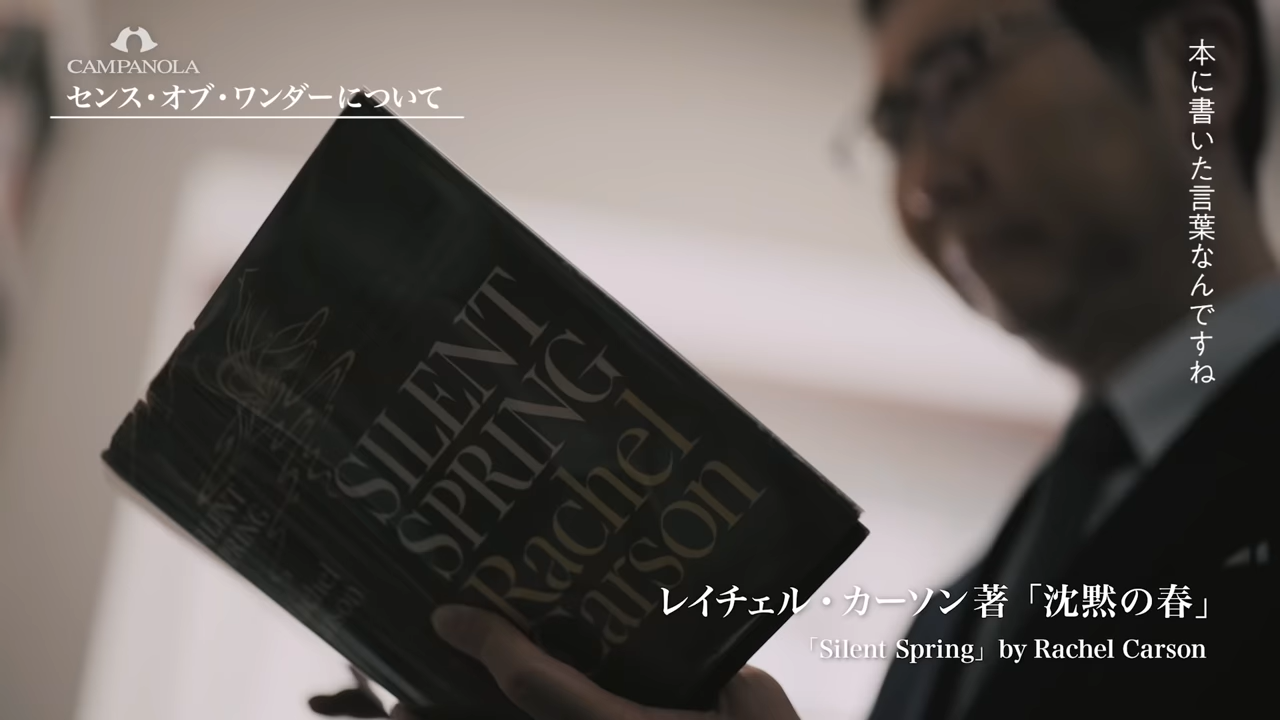 CAMPANOLA
センス・オブ・ワンダーについて
本に書いた言葉なんですね
SILENT
SPRING
Rachel
Carson
レイチェル・カーソン著「沈黙の春」
「Silent Spring」by Rachel Carson